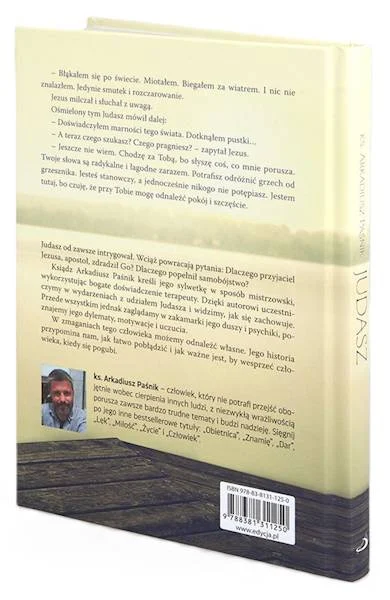 – Błąkałem się po świecie. Miotałem. Biegałem za wiatrem. I nic nie
znalazłem. Jedynie smutek i rozczarowanie.
Jezus milczał i słuchał z uwagą.
Ośmielony tym Judasz mówił dalej:
– Doświadczyłem marności tego świata. Dotknąłem pustki...
– A teraz czego szukasz? Czego pragniesz? – zapytał Jezus.
– Jeszcze nie wiem. Chodzę za Tobą, bo słyszę coś, co mnie porusza.
Twoje słowa są radykalne i łagodne zarazem. Potrafisz odróżnić grzech od
grzesznika. Jesteś stanowczy, a jednocześnie nikogo nie potępiasz. Jestem
tutaj, bo czuję, że przy Tobie mogę odnaleźć pokój i szczęście.
Judasz od zawsze intrygował. Wciąż powracają pytania: Dlaczego przyjaciel
Jezusa, apostoł, zdradził Go? Dlaczego popełnił samobójstwo?
Ksiądz Arkadiusz Paśnik kreśli jego sylwetkę w sposób mistrzowski,
wykorzystując bogate doświadczenie terapeuty. Dzięki autorowi uczestni-
czymy w wydarzeniach z udziałem Judasza i widzimy, jak się zachowuje.
Przede wszystkim jednak zaglądamy w zakamarki jego duszy i psychiki, po-
znajemy jego dylematy, motywacje i uczucia.
W zmaganiach tego człowieka możemy odnaleźć własne. Jego historia
przypomina nam, jak łatwo pobłądzić i jak ważne jest, by wesprzeć czło-
wieka, kiedy się pogubi.
ks. Arkadiusz Paśnik – człowiek, który nie potrafi przejść obo-
jętnie wobec cierpienia innych ludzi, z niezwykłą wrażliwością
porusza zawsze bardzo trudne tematy i budzi nadzieję. Sięgnij
po jego inne bestsellerowe tytuły: „Obietnica”, „Znamię”, „Dar”,
„Lęk”, „Miłość”, „Życie” i „Człowiek”.
ISBN 978-83-8131-125-0
9 788381 311250
www.edycja.pl
KS. ARKADIUSZ PAŚNIK
JUDASZ